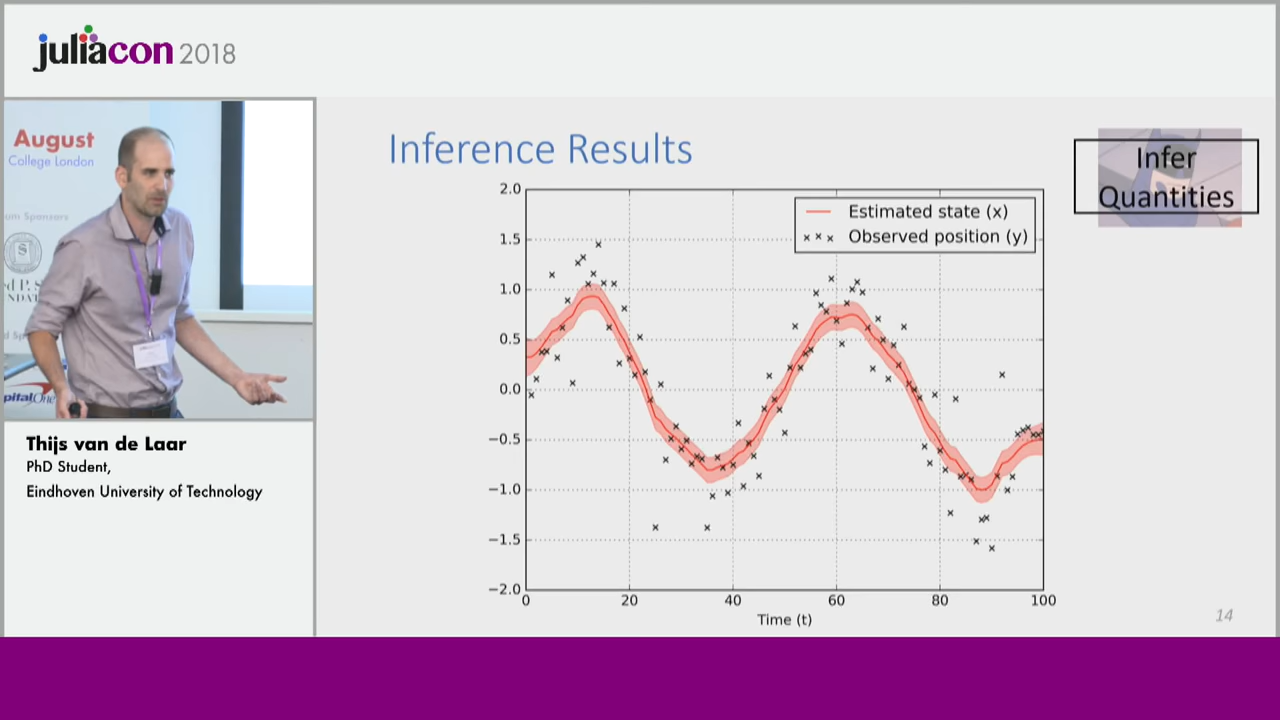 juliacon 2018
August
College London
Sponsors
CapitalOne
Thijs van de Laar
PhD Student,
Eindhoven University of Technology
Inference Results
Infer
Quantities
Estimated state (x)
Observed position (y)
2.0
1.5
1.0
0.5
0.0
−0.5
−1.0
−1.5
−2.0
0 20 40 60 80 100
Time (t)
14